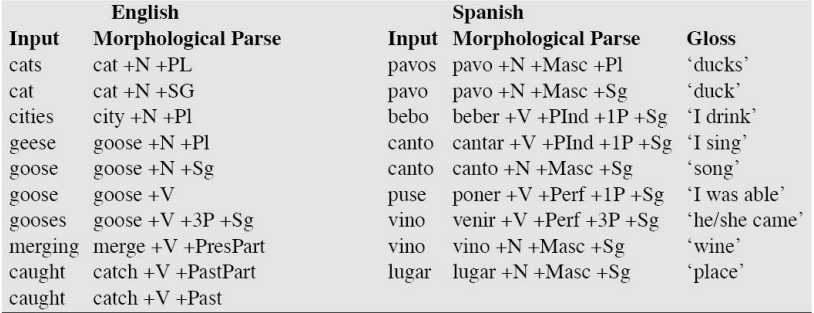 English Spanish
Input Morphological Parse Input Morphological Parse Gloss
cats cat +N +PL pavos pavo +N +Masc +Pl ‘ducks’
cat cat +N +SG pavo pavo +N +Masc +Sg ‘duck’
cities city +N +Pl bebo beber +V +PInd +1P +Sg ‘I drink’
geese goose +N +Pl canto cantar +V +PInd +1P +Sg ‘I sing’
goose goose +N +Sg canto canto +N +Masc +Sg ‘song’
goose goose +V puse poner +V +Perf +1P +Sg ‘I was able’
gooses goose +V +3P +Sg vino venir +V +Perf +3P +Sg ‘he/she came’
merging merge +V +PresPart vino vino +N +Masc +Sg ‘wine’
caught catch +V +PastPart lugar lugar +N +Masc +Sg ‘place’
caught catch +V +Past